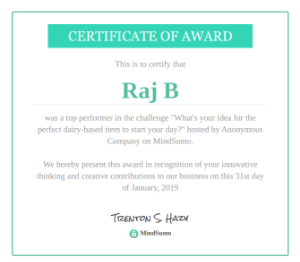 CERTIFICATE OF AWARD
This is to certify that
Raj B
was a top performer in the challenge "What's your idea for the
perfect dairy-based item to start your day?" hosted by Anonymous
Company on MindSumo.
We hereby present this award in recognition of your innovative
thinking and creative contributions to our business on this 31st day
of January, 2019
Trenton S. Hazy
MindSumo